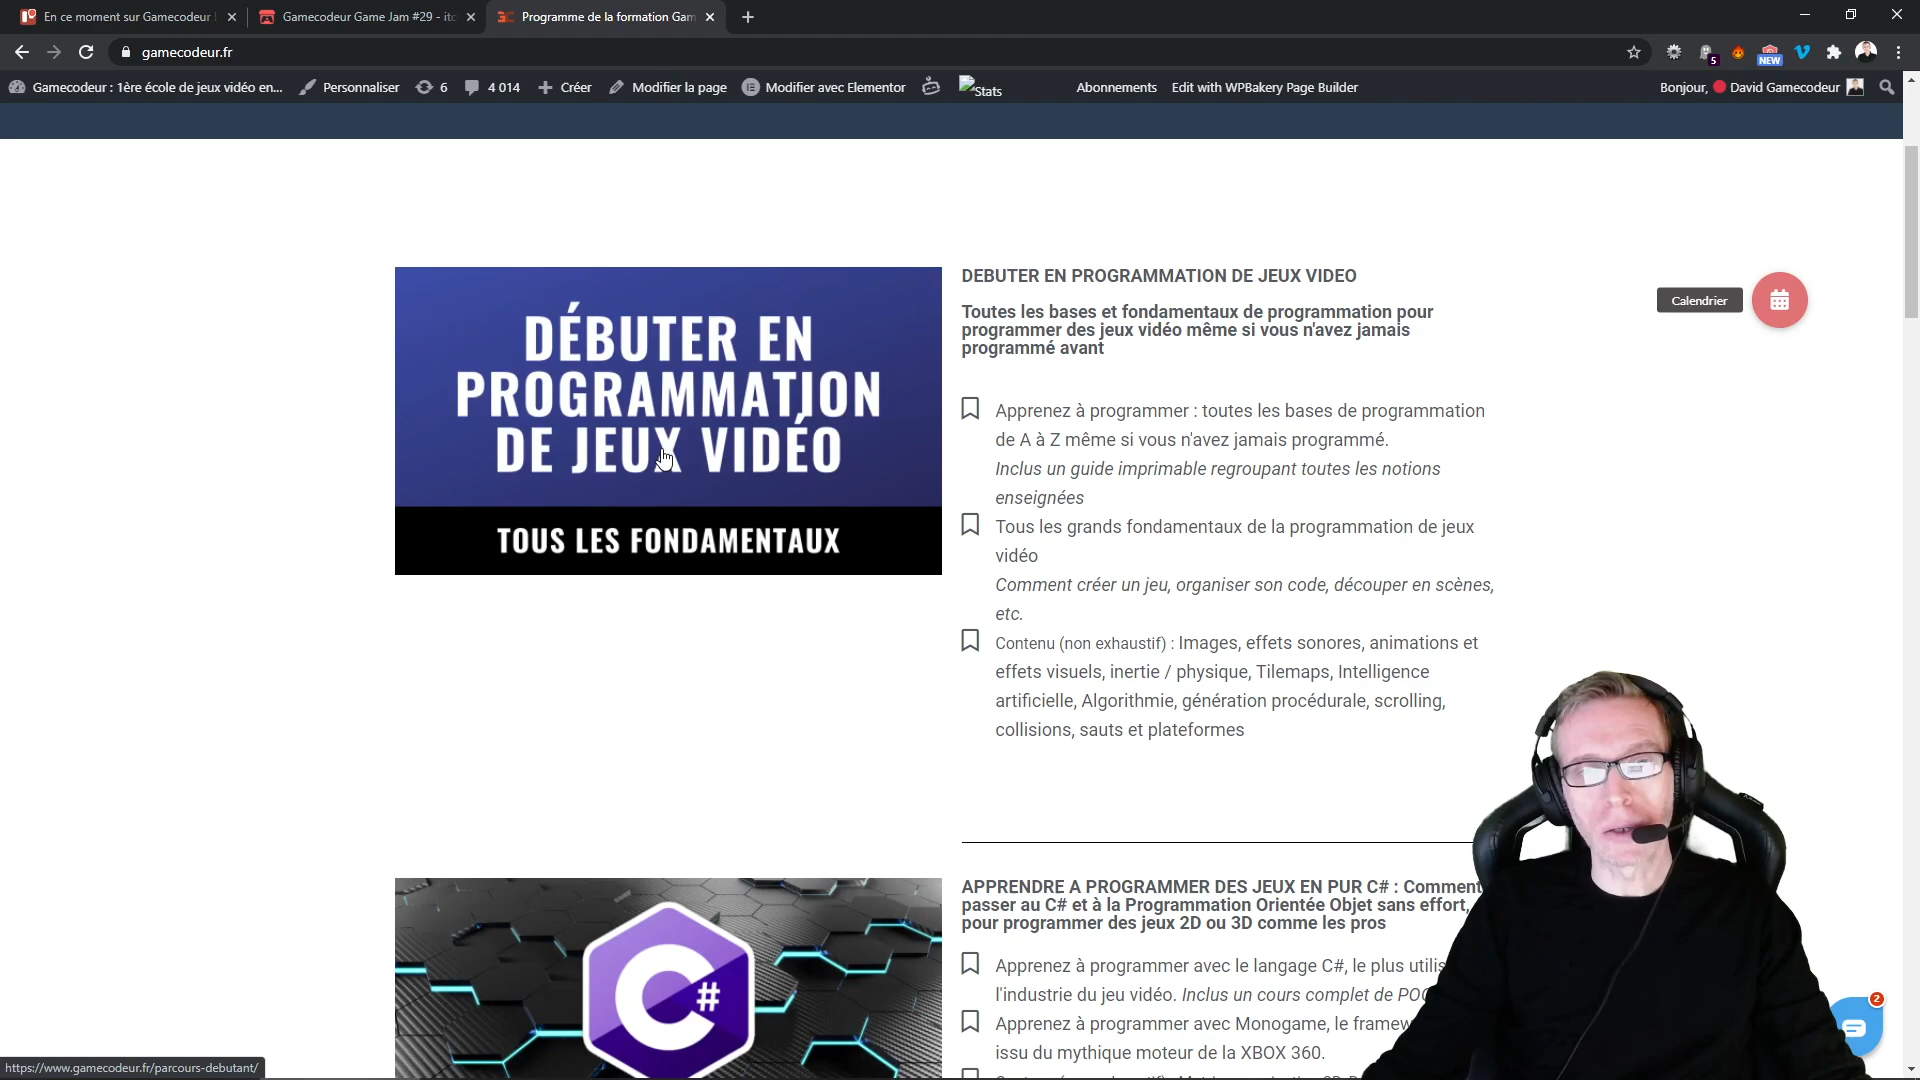 En ce moment sur Gamecodeur
Gamecodeur Game Jam #29 - itc
Programme de la formation Gam
gamecodeur.fr
5
NEW
Gamecodeur : 1ère école de jeux vidéo en...
Personnaliser
6
4 014
Créer
Modifier la page
Modifier avec Elementor
Stats
Abonnements
Edit with WPBakery Page Builder
Bonjour, David Gamecodeur
DÉBUTER EN
PROGRAMMATION
DE JEUX VIDÉO
TOUS LES FONDAMENTAUX
DEBUTER EN PROGRAMMATION DE JEUX VIDEO
Toutes les bases et fondamentaux de programmation pour
programmer des jeux vidéo même si vous n'avez jamais
programmé avant
Apprenez à programmer : toutes les bases de programmation
de A à Z même si vous n'avez jamais programmé.
Inclus un guide imprimable regroupant toutes les notions
enseignées
Tous les grands fondamentaux de la programmation de jeux
vidéo
Comment créer un jeu, organiser son code, découper en scènes,
etc.
Contenu (non exhaustif) : Images, effets sonores, animations et
effets visuels, inertie / physique, Tilemaps, Intelligence
artificielle, Algorithmie, génération procédurale, scrolling,
collisions, sauts et plateformes
Calendrier
C#
APPRENDRE A PROGRAMMER DES JEUX EN PUR C# : Comment
passer au C# et à la Programmation Orientée Objet sans effort,
pour programmer des jeux 2D ou 3D comme les pros
Apprenez à programmer avec le langage C#, le plus utilis
l'industrie du jeu vidéo. Inclus un cours complet de PO
Apprenez à programmer avec Monogame, le framew
issu du mythique moteur de la XBOX 360.
2
https://www.gamecodeur.fr/parcours-debutant/